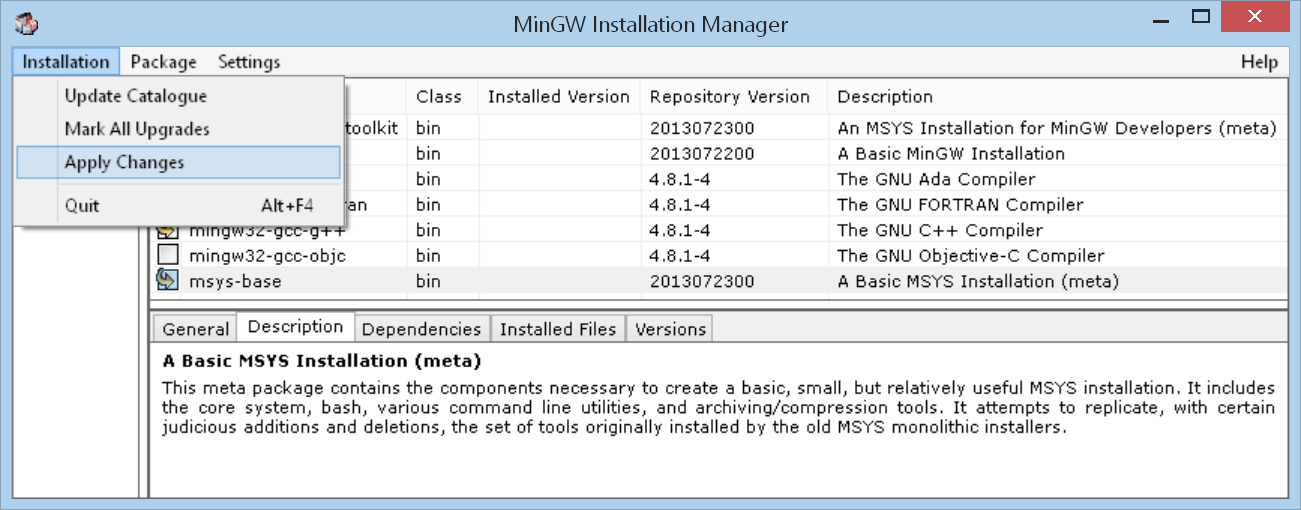 MinGW Installation Manager
Installation Package Settings Help
Update Catalogue
Mark All Upgrades
Apply Changes
Quit Alt+F4
Class Installed Version Repository Version Description
toolkit bin 2013072300 An MSYS Installation for MinGW Developers (meta)
bin 2013072200 A Basic MinGW Installation
bin 4.8.1-4 The GNU Ada Compiler
bin 4.8.1-4 The GNU FORTRAN Compiler
mingw32-gcc-g++ bin 4.8.1-4 The GNU C++ Compiler
mingw32-gcc-objc bin 4.8.1-4 The GNU Objective-C Compiler
msys-base bin 2013072300 A Basic MSYS Installation (meta)
General Description Dependencies Installed Files Versions
A Basic MSYS Installation (meta)
This meta package contains the components necessary to create a basic, small, but relatively useful MSYS installation. It includes
the core system, bash, various command line utilities, and archiving/compression tools. It attempts to replicate, with certain
judicious additions and deletions, the set of tools originally installed by the old MSYS monolithic installers.